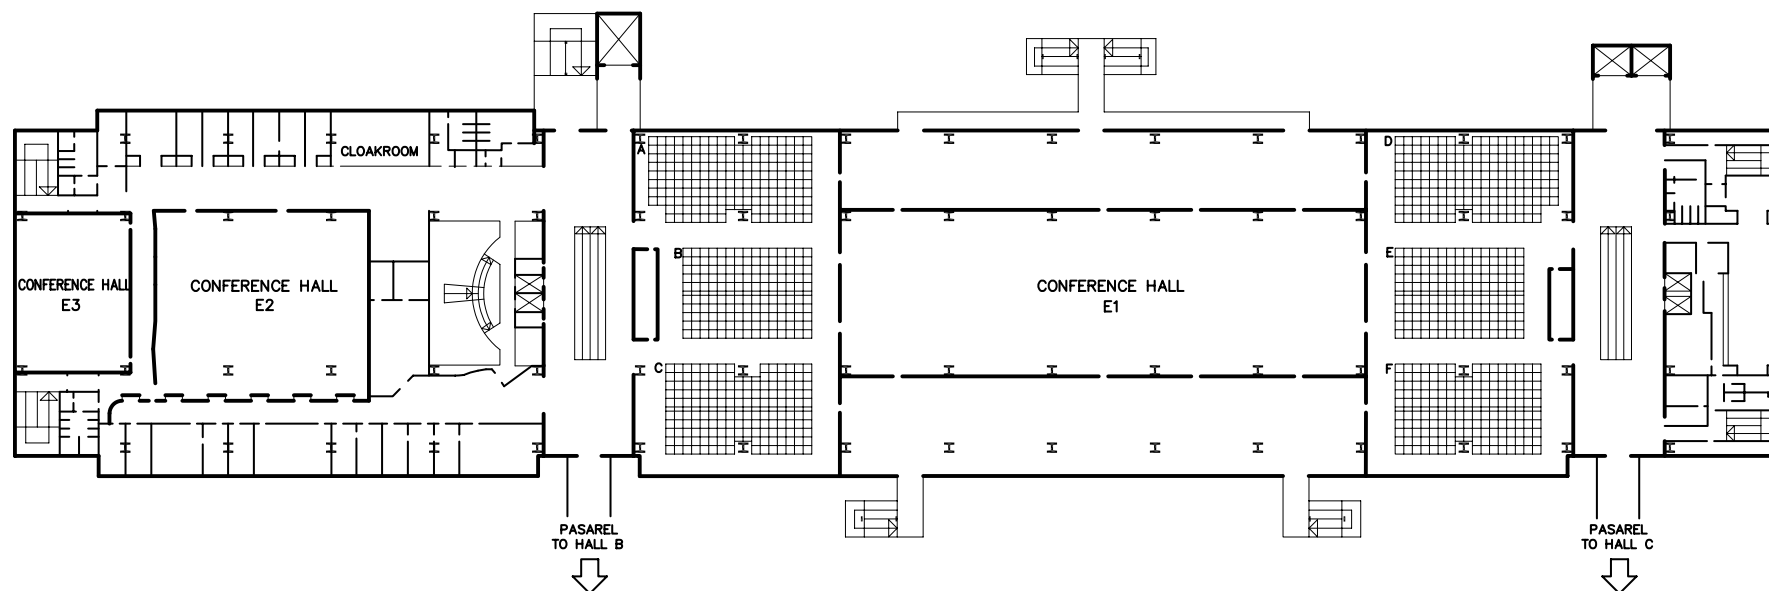 CLOAKROOM
A
D
B
E
CONFERENCE HALL
E3
CONFERENCE HALL
E2
CONFERENCE HALL
E1
C
F
PASAREL
TO HALL B
PASAREL
TO HALL C